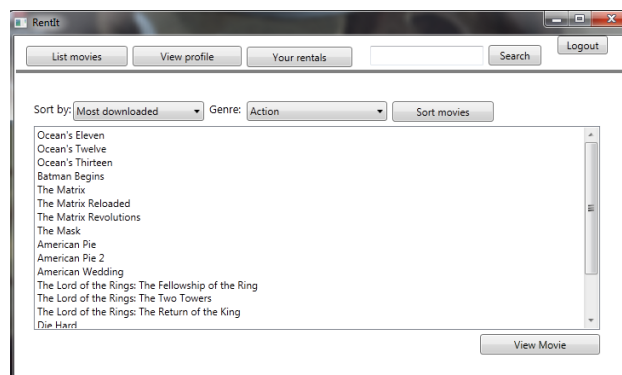 RentIt
Logout
List movies View profile Your rentals Search
Sort by: Most downloaded Genre: Action Sort movies
Ocean's Eleven
Ocean's Twelve
Ocean's Thirteen
Batman Begins
The Matrix
The Matrix Reloaded
The Matrix Revolutions
The Mask
American Pie
American Pie 2
American Wedding
The Lord of the Rings: The Fellowship of the Ring
The Lord of the Rings: The Two Towers
The Lord of the Rings: The Return of the King
Die Hard
View Movie